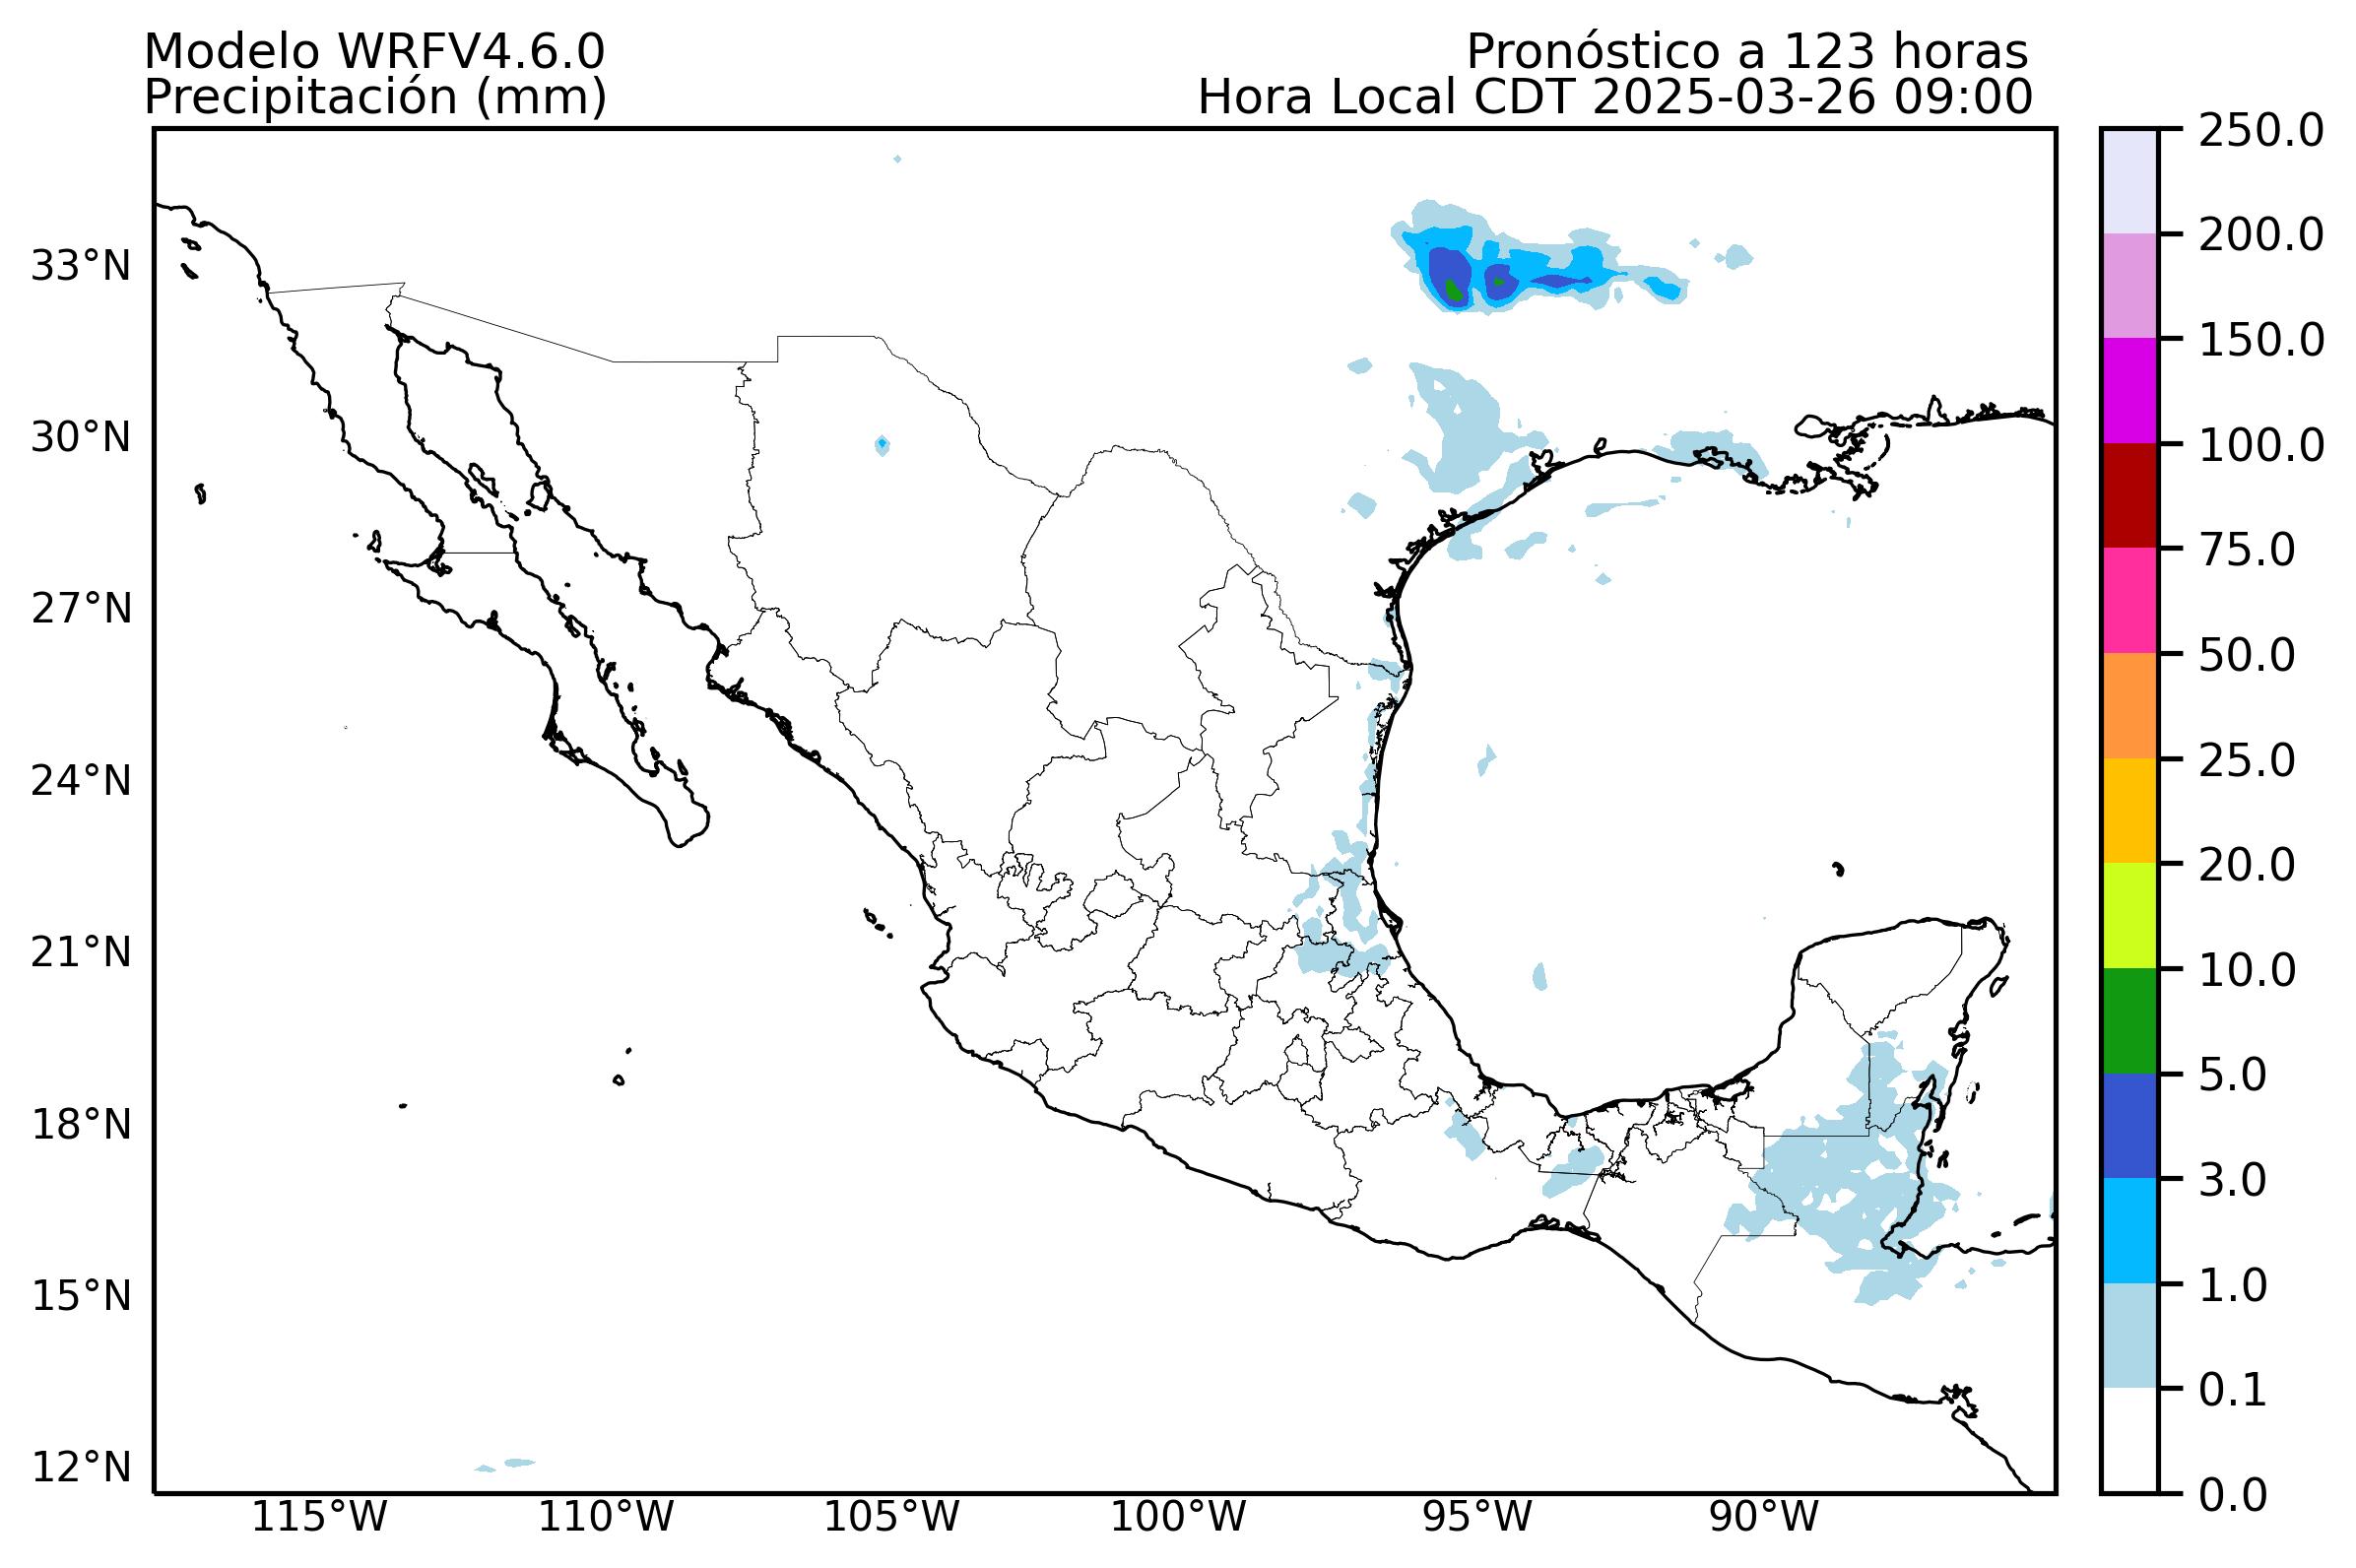 Modelo WRFV4.6.0
Precipitación (mm)
Pronóstico a 123 horas
Hora Local CDT 2025-03-26 09:00
33°N
30°N
27°N
24°N
21°N
18°N
15°N
12°N
115°W
110°W
105°W
100°W
95°W
90°W
250.0
200.0
150.0
100.0
75.0
50.0
25.0
20.0
10.0
5.0
3.0
1.0
0.1
0.0